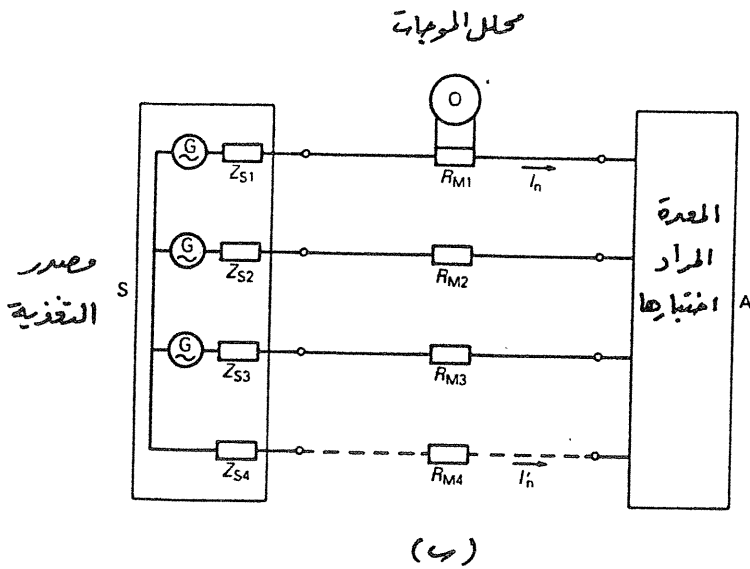 محلل الموجات
O
G
Z_S1
R_M1
I_n
G
Z_S2
R_M2
المعدة
المراد
اختبارها
A
مصدر
التغذية
S
G
Z_S3
R_M3
Z_S4
R_M4
I'_n
(ب)